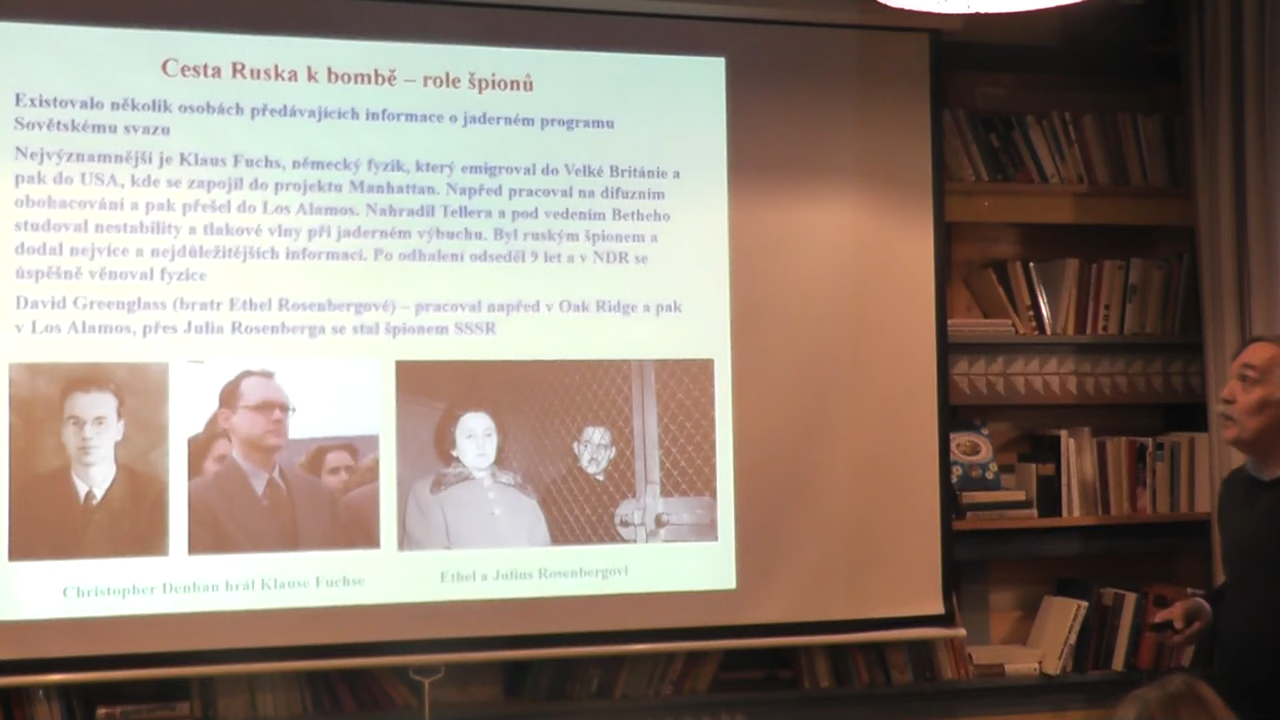 Cesta Ruska k bombě – role špionů
Existovalo několik osobách předávajících informace o jaderném programu
Sovětskému svazu
Nejvýznamnější je Klaus Fuchs, německý fyzik, který emigroval do Velké Británie a
pak do USA, kde se zapojil do projektu Manhattan. Napřed pracoval na difuzním
obohacování a pak přešel do Los Alamos. Nahradil Tellera a pod vedením Betheho
studoval nestability a tlakové vlny při jaderném výbuchu. Byl ruským špionem a
dodal nejvíce a nejdůležitějších informací. Po odhalení odseděl 9 let a v NDR se
úspěšně věnoval fyzice
David Greenglass (bratr Ethel Rosenbergové) – pracoval napřed v Oak Ridge a pak
v Los Alamos, přes Julia Rosenberga se stal špionem SSSR
Christopher Denhan hrál Klause Fuchse
Ethel a Julius Rosenbergovi